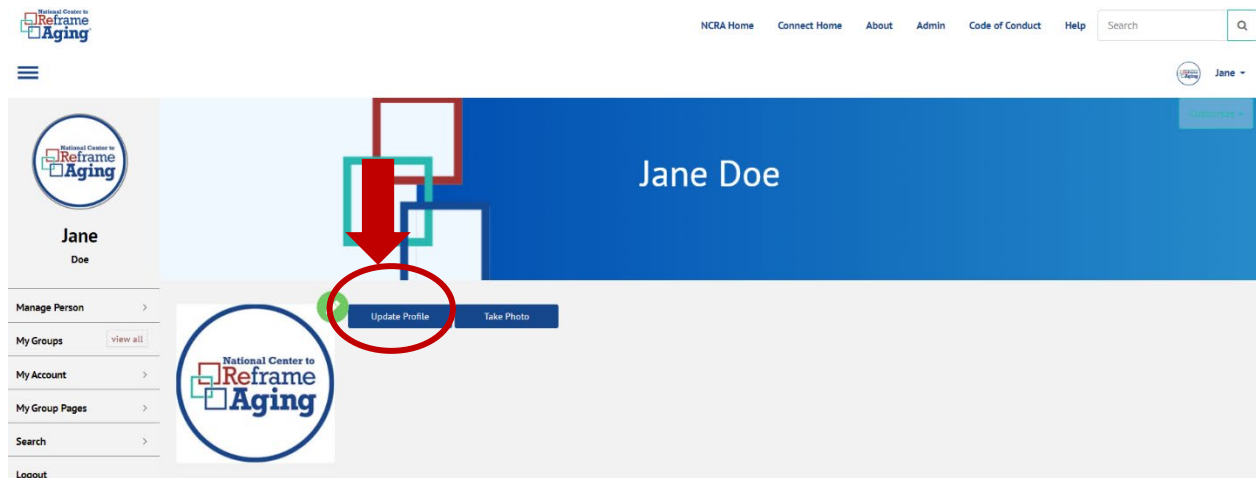 National Center to
Reframe
Aging
NCRA Home Connect Home About Admin Code of Conduct Help Search
Jane
Customize
National Center to
Reframe
Aging
Jane Doe
Jane
Doe
Manage Person
My Groups view all
My Account
My Group Pages
Search
Logout
Update Profile Take Photo
National Center to
Reframe
Aging